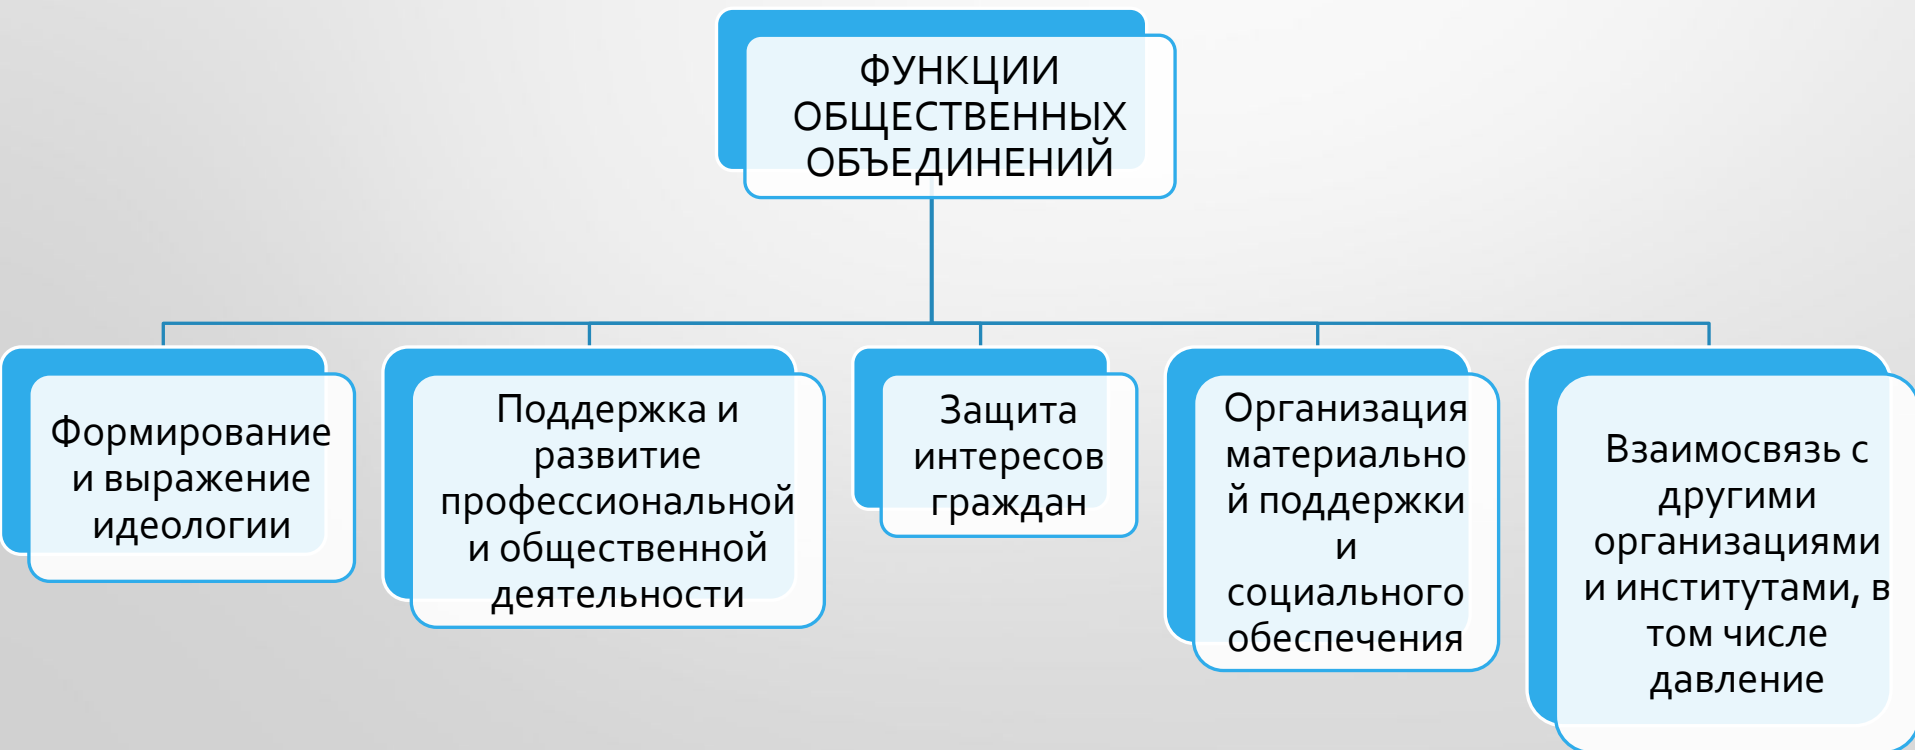 ФУНКЦИИ
ОБЩЕСТВЕННЫХ
ОБЪЕДИНЕНИЙ
Формирование
и выражение
идеологии
Поддержка и
развитие
профессиональной
и общественной
деятельности
Защита
интересов
граждан
Организация
материально
й поддержки
и
социального
обеспечения
Взаимосвязь с
другими
организациями
и институтами, в
том числе
давление